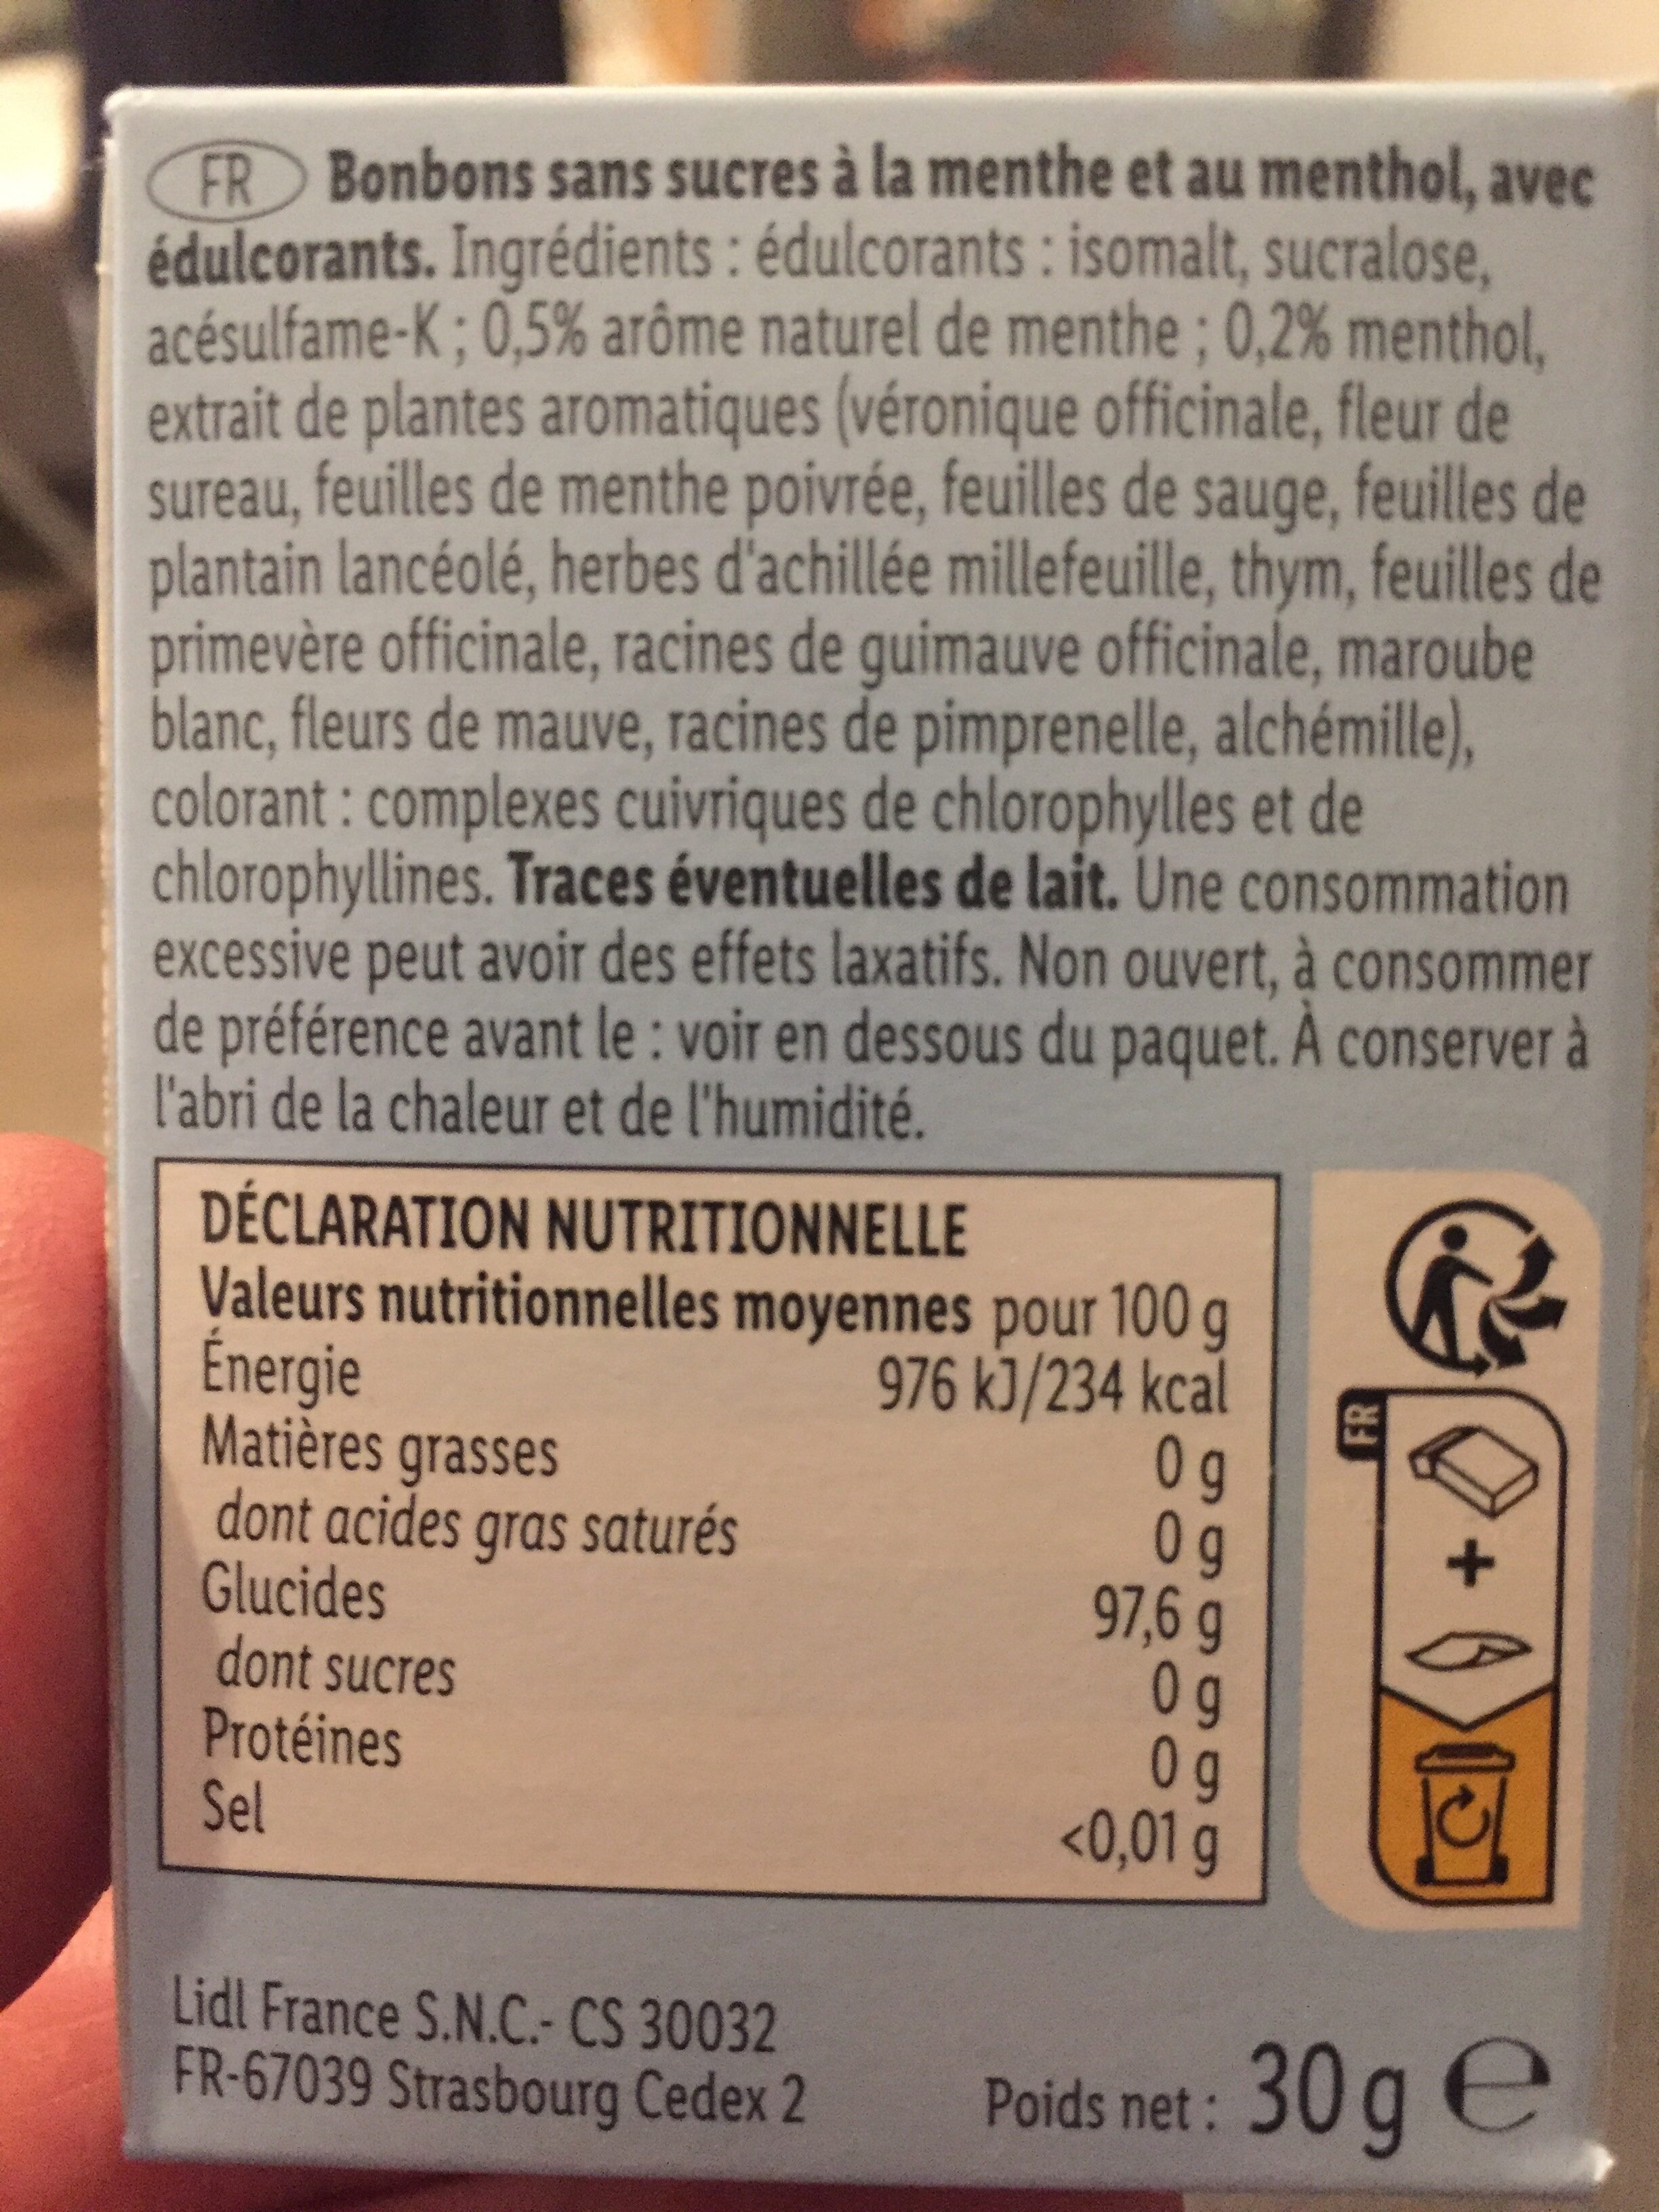 FR Bonbons sans sucres à la menthe et au menthol, avec
édulcorants. Ingrédients : édulcorants : isomalt, sucralose,
acésulfame-K ; 0,5% arôme naturel de menthe ; 0,2% menthol,
extrait de plantes aromatiques (véronique officinale, fleur de
sureau, feuilles de menthe poivrée, feuilles de sauge, feuilles de
plantain lancéolé, herbes d'achillée millefeuille, thym, feuilles de
primevère officinale, racines de guimauve officinale, maroube
blanc, fleurs de mauve, racines de pimprenelle, alchémille),
colorant : complexes cuivriques de chlorophylles et de
chlorophyllines. Traces éventuelles de lait. Une consommation
excessive peut avoir des effets laxatifs. Non ouvert, à consommer
de préférence avant le : voir en dessous du paquet. À conserver à
l'abri de la chaleur et de l'humidité.
DÉCLARATION NUTRITIONNELLE
Valeurs nutritionnelles moyennes pour 100 g
Énergie 976 kJ/234 kcal
Matières grasses 0 g
dont acides gras saturés 0 g
Glucides 97,6 g
dont sucres 0 g
Protéines 0 g
Sel <0,01 g
FR
+
Lidl France S.N.C.- CS 30032
FR-67039 Strasbourg Cedex 2
Poids net : 30 g e